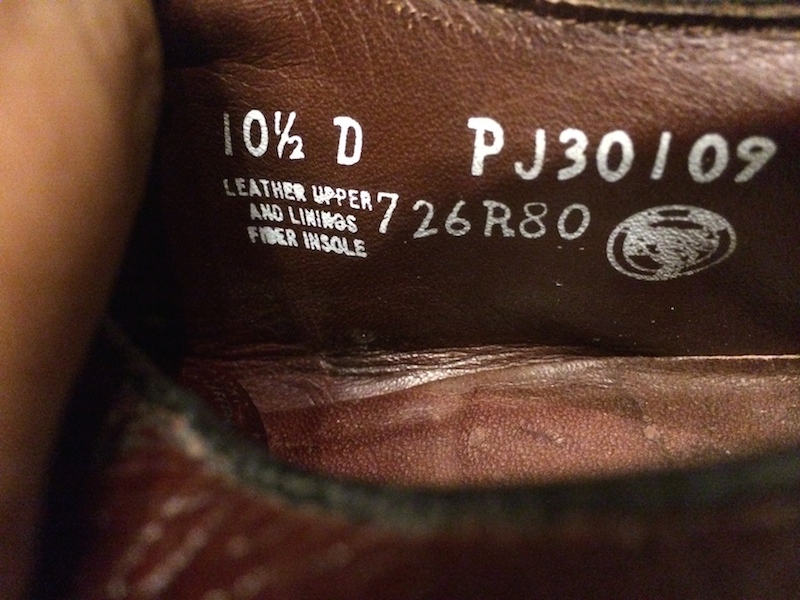 10½ D PJ30109
LEATHER UPPER
AND LININGS
FIBER INSOLE
726R80